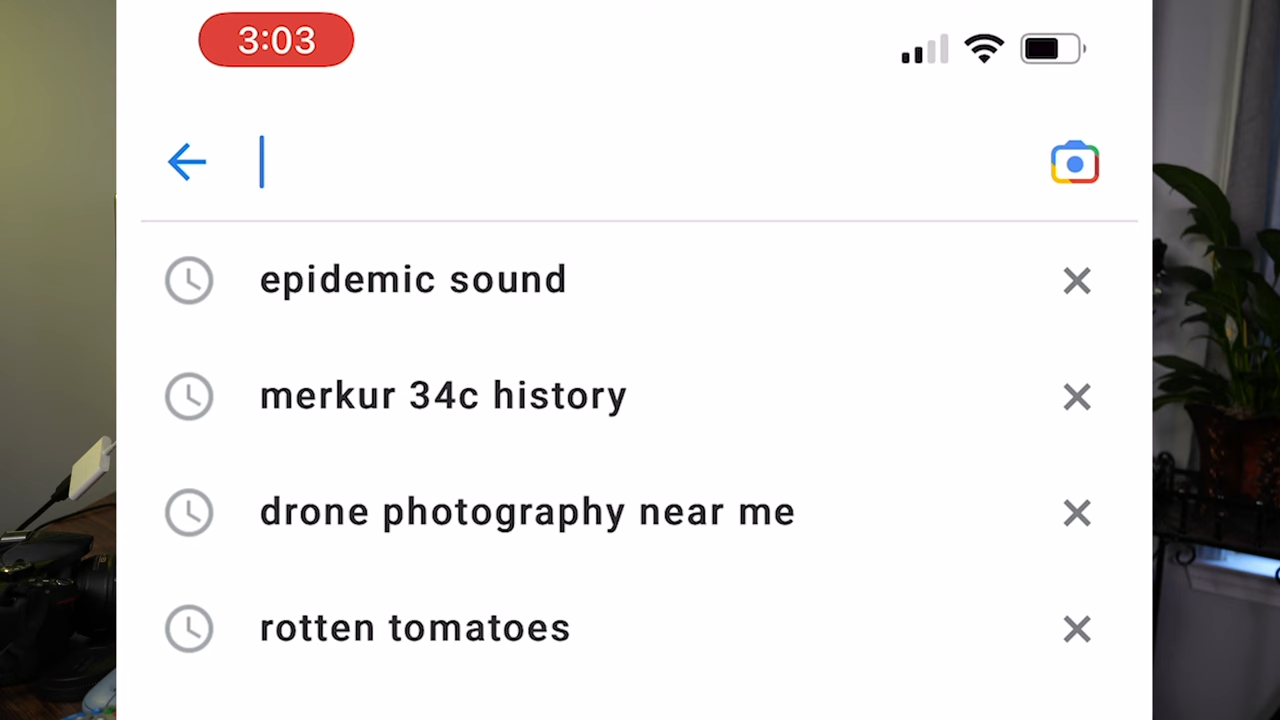 3:03
epidemic sound
merkur 34c history
drone photography near me
rotten tomatoes